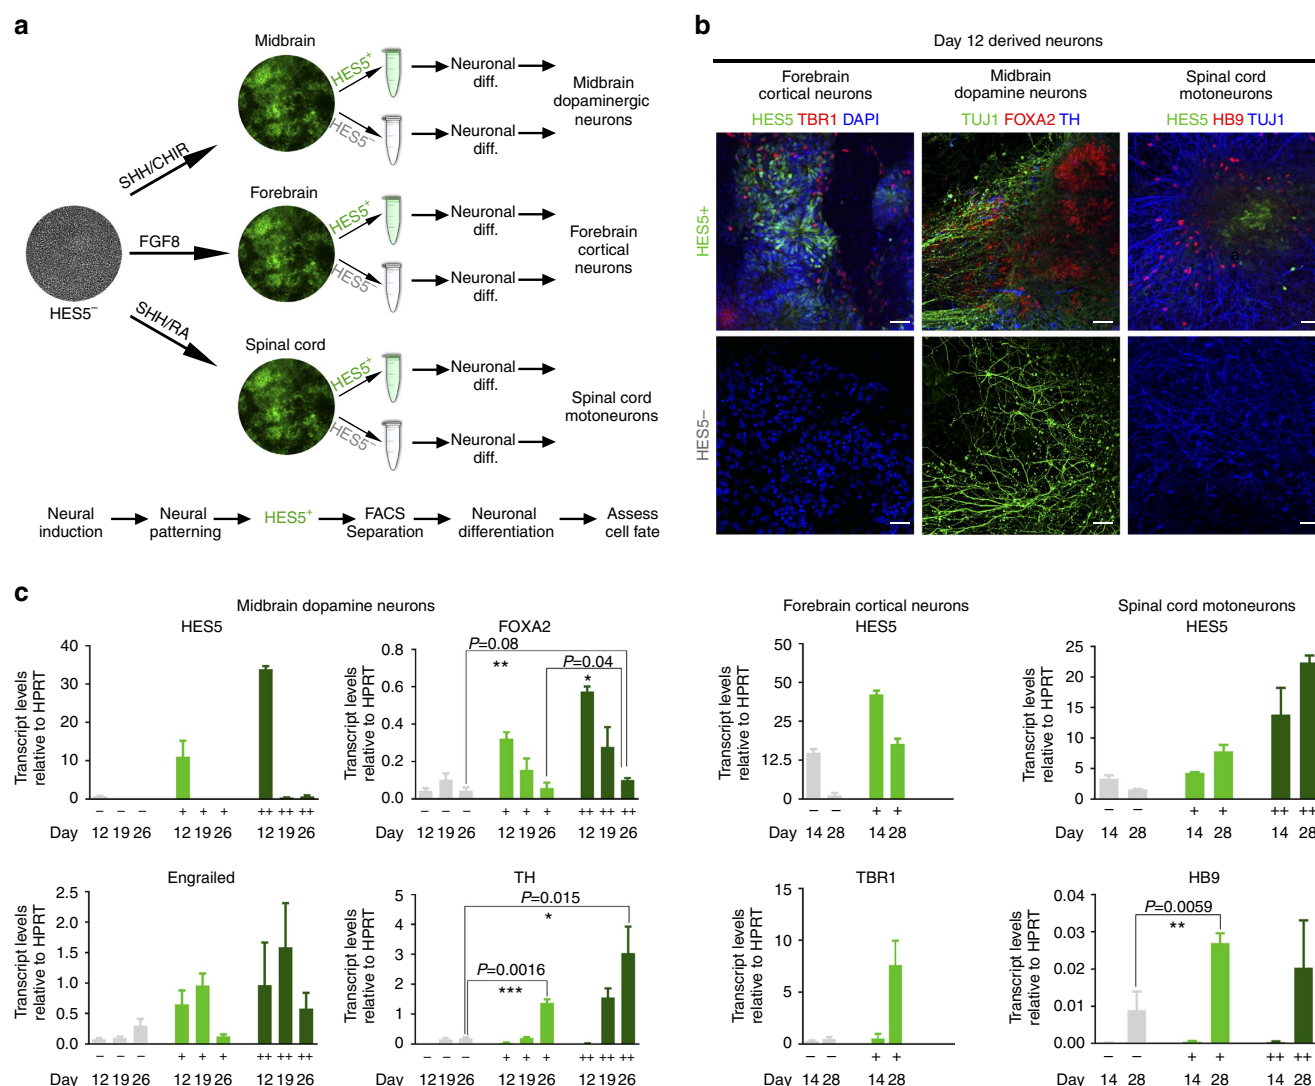 a
Midbrain
HES5+
HES5−
Neuronal diff.
Neuronal diff.
Midbrain dopaminergic neurons
SHH/CHIR
Forebrain
HES5+
HES5−
Neuronal diff.
Neuronal diff.
Forebrain cortical neurons
FGF8
HES5−
SHH/RA
Spinal cord
HES5+
HES5−
Neuronal diff.
Neuronal diff.
Spinal cord motoneurons
Neural induction
Neural patterning
HES5+
FACS Separation
Neuronal differentiation
Assess cell fate
b
Day 12 derived neurons
Forebrain cortical neurons
Midbrain dopamine neurons
Spinal cord motoneurons
HES5 TBR1 DAPI
TUJ1 FOXA2 TH
HES5 HB9 TUJ1
HES5+
a
HES5−
c
Midbrain dopamine neurons
HES5
Transcript levels relative to HPRT
40
30
20
10
0
− − − + + + ++ ++ ++
Day 12 19 26 12 19 26 12 19 26
FOXA2
Transcript levels relative to HPRT
0.8
0.6
0.4
0.2
0.0
P=0.08
**
P=0.04
*
− − − + + + ++ ++ ++
12 19 26 12 19 26 12 19 26
Forebrain cortical neurons
HES5
Transcript levels relative to HPRT
50
50
25
12.5
0
− − + +
Day 14 28 14 28
Spinal cord motoneurons
HES5
Transcript levels relative to HPRT
25
20
15
10
5
0
− − + + ++ ++
Day 14 28 14 28 14 28
Engrailed
Transcript levels relative to HPRT
2.5
2.0
1.5
1.0
0.5
0.0
− − − + + + ++ ++ ++
Day 12 19 26 12 19 26 12 19 26
TH
Transcript levels relative to HPRT
5
4
3
2
1
0
P=0.015
*
P=0.0016
***
− − − + + + ++ ++ ++
Day 12 19 26 12 19 26 12 19 26
TBR1
Transcript levels relative to HPRT
15
10
5
0
− − + +
Day 14 28 14 28
HB9
Transcript levels relative to HPRT
0.04
0.03
0.02
0.01
0.00
P=0.0059
**
− − + + ++ ++
Day 14 28 14 28 14 28